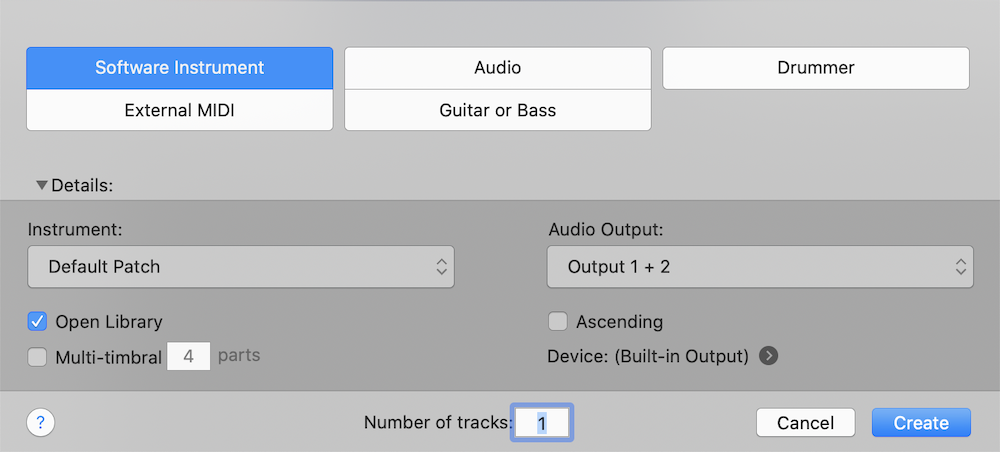 Software Instrument
Audio
Drummer
External MIDI
Guitar or Bass
Details:
Instrument:
Audio Output:
Default Patch
Output 1 + 2
Open Library
Ascending
Multi-timbral 4 parts
Device: (Built-in Output)
?
Number of tracks: 1
Cancel
Create